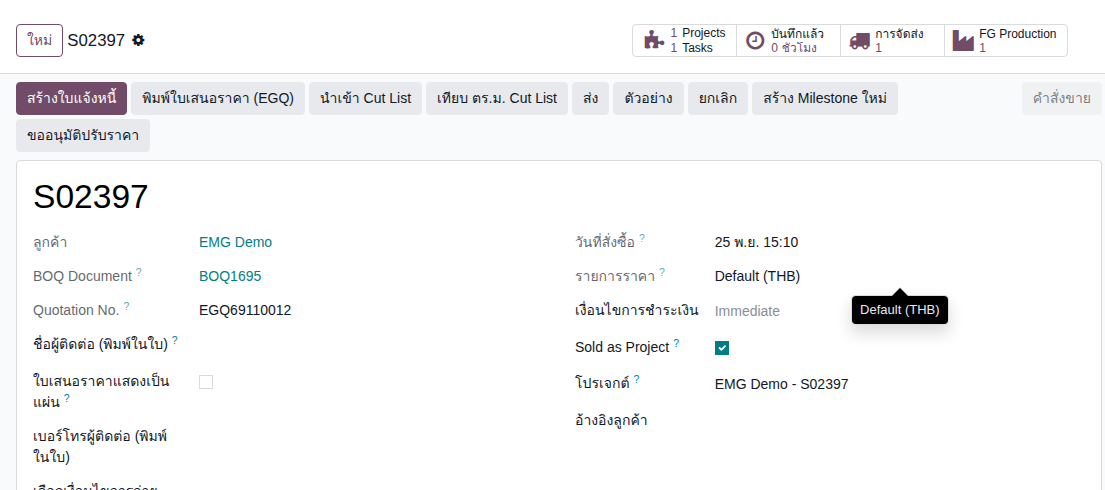 ใหม่ S02397
1 Projects
1 Tasks
บันทึกแล้ว
0 ชั่วโมง
การจัดส่ง
1
FG Production
1
สร้างใบแจ้งหนี้ พิมพ์ใบเสนอราคา (EGQ) นำเข้า Cut List เทียบ ตร.ม. Cut List ส่ง ตัวอย่าง ยกเลิก สร้าง Milestone ใหม่ คำสั่งขาย
ขออนุมัติปรับราคา
S02397
ลูกค้า EMG Demo
BOQ Document ? BOQ1695
Quotation No. ? EGQ69110012
ชื่อผู้ติดต่อ (พิมพ์ในใบ) ?
ใบเสนอราคาแสดงเป็น
แผ่น ?
เบอร์โทรผู้ติดต่อ (พิมพ์
ในใบ)
วันที่สั่งซื้อ ? 25 พ.ย. 15:10
รายการราคา ? Default (THB)
เงื่อนไขการชำระเงิน Immediate
Default (THB)
Sold as Project ?
โปรเจกต์ ? EMG Demo - S02397
อ้างอิงลูกค้า